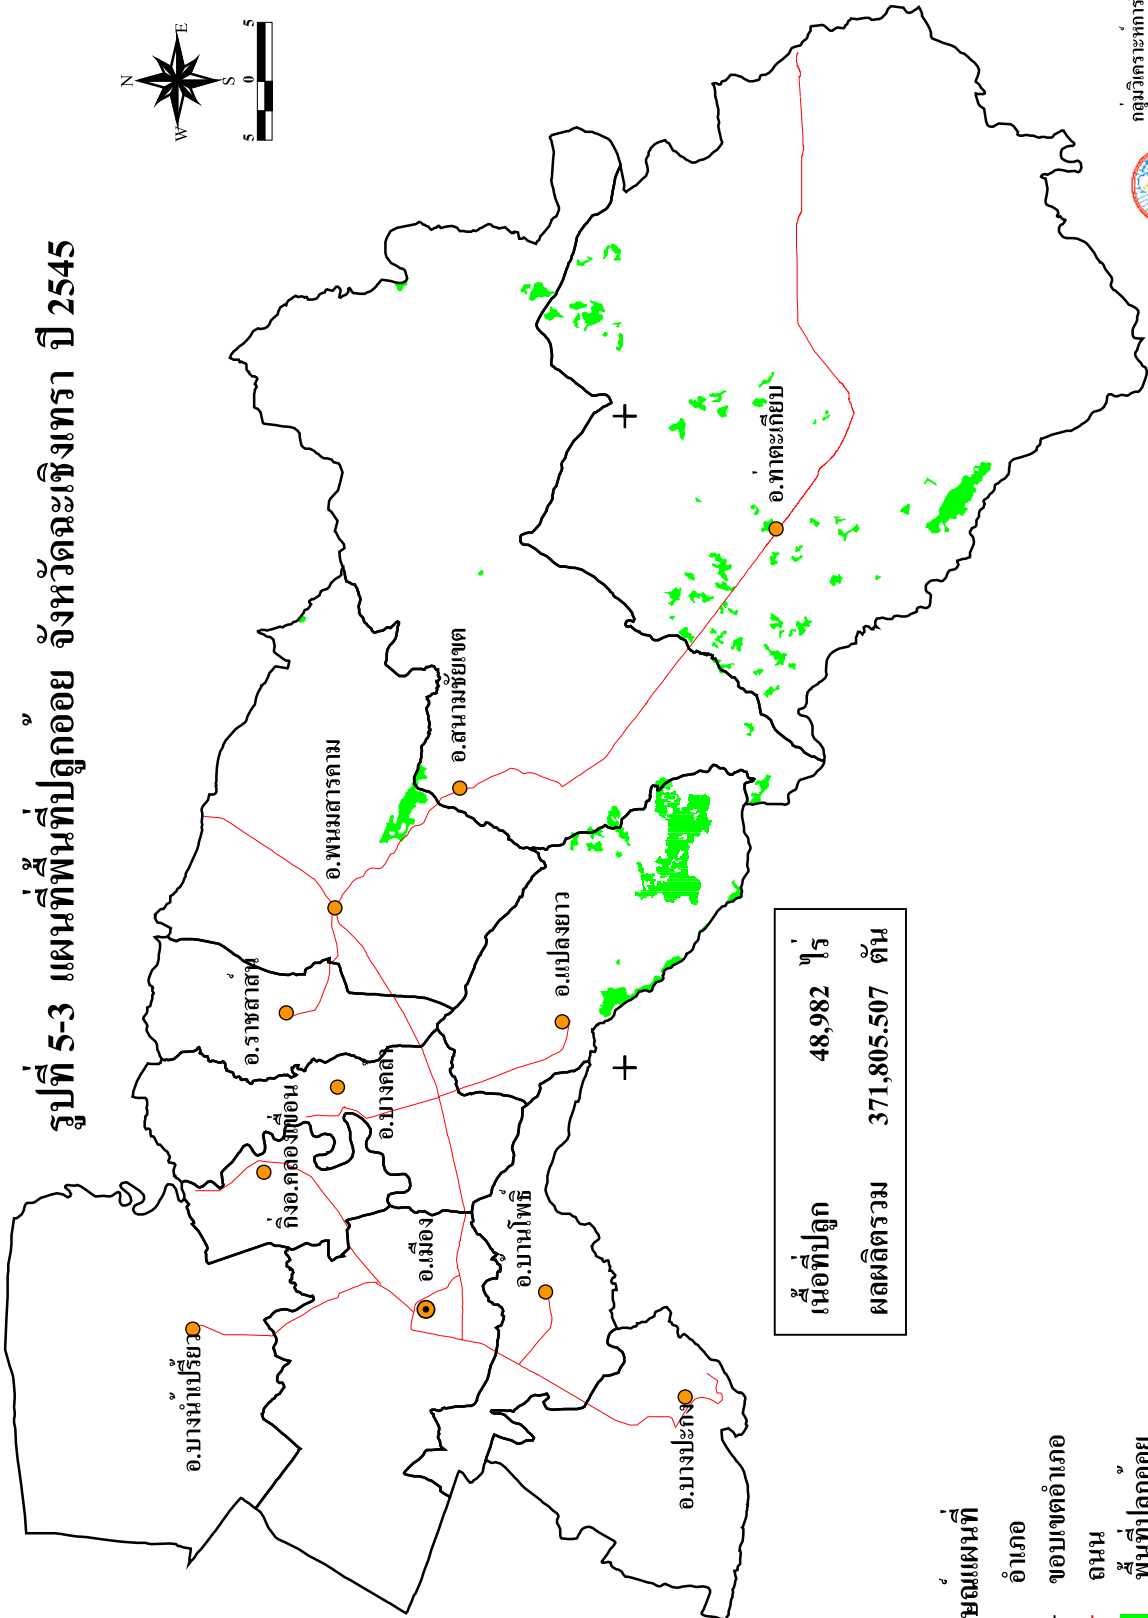 รูปที่ 5-3 แผนที่พื้นที่ปลูกอ้อย จังหวัดฉะเชิงเทรา ปี 2545
N
W
E
S
5 0 5
อ.บางน้ำเปรี้ยว
กิ่งอ.คลองเขื่อน
อ.ราชสาส์น
อ.บางคล้า
อ.พนมสารคาม
อ.เมือง
อ.สนามชัยเขต
อ.บ้านโพธิ์
อ.แปลงยาว
อ.บางปะกง
อ.ท่าตะเกียบ
เนื้อที่ปลูก 48,982 ไร่
ผลผลิตรวม 371,805.507 ตัน
อำเภอ
ขอบเขตอำเภอ
ถนน
พื้นที่ปลูกอ้อย